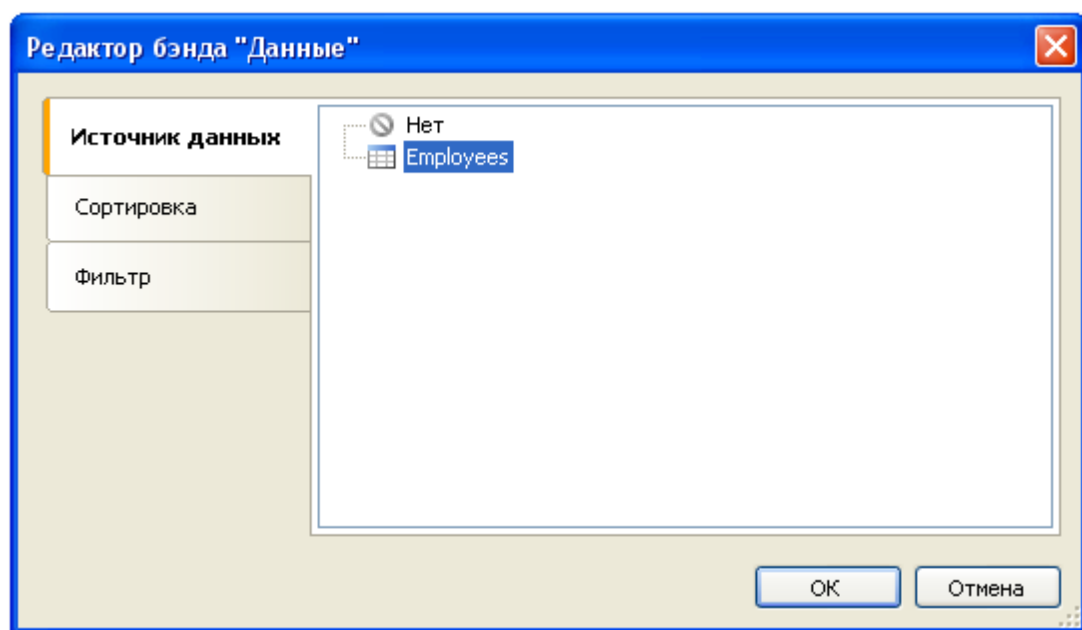 Редактор бэнда "Данные"
Источник данных
Сортировка
Фильтр
Нет
Employees
OK
Отмена